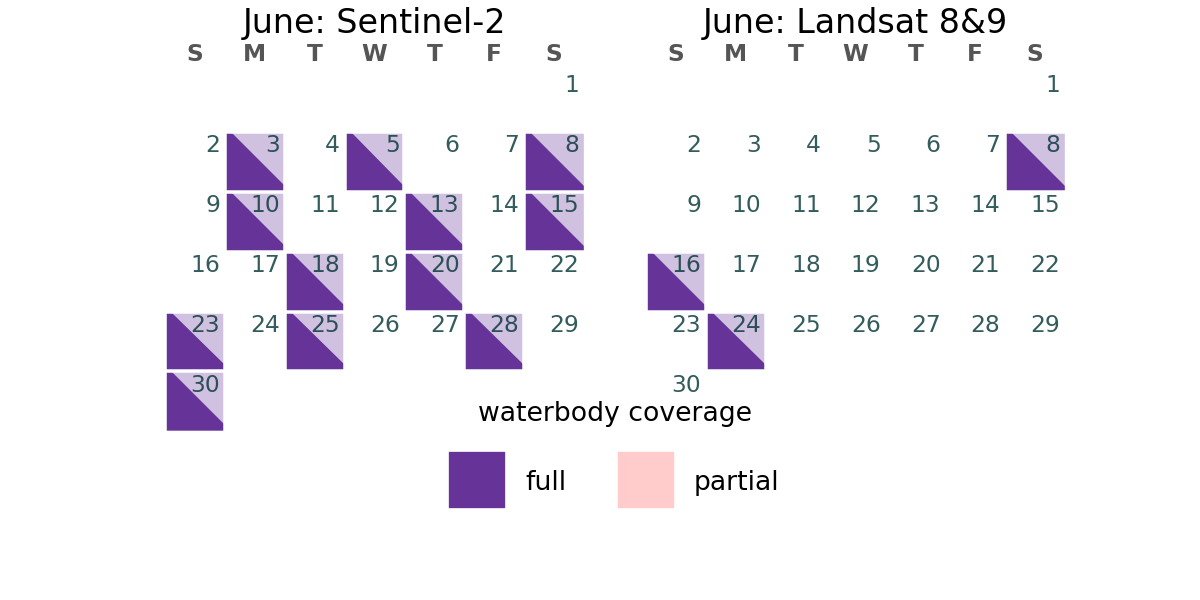 June: Sentinel-2
S M T W T F S
1
2 3 4 5 6 7 8
9 10 11 12 13 14 15
16 17 18 19 20 21 22
23 24 25 26 27 28 29
30
June: Landsat 8&9
S M T W T F S
1
2 3 4 5 6 7 8
9 10 11 12 13 14 15
16 17 18 19 20 21 22
23 24 25 26 27 28 29
30
waterbody coverage
full
partial